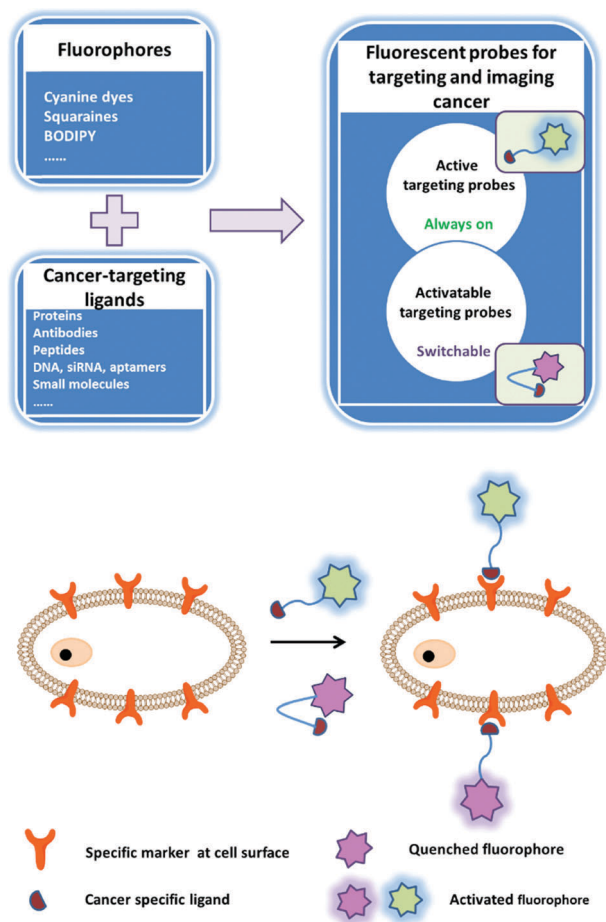 Fluorophores
Cyanine dyes
Squaraines
BODIPY
......
Cancer-targeting
ligands
Proteins
Antibodies
Peptides
DNA, siRNA, aptamers
Small molecules
......
Fluorescent probes for
targeting and imaging
cancer
Active
targeting probes
Always on
Activatable
targeting probes
Switchable
Specific marker at cell surface
Quenched fluorophore
Cancer specific ligand
Activated fluorophore